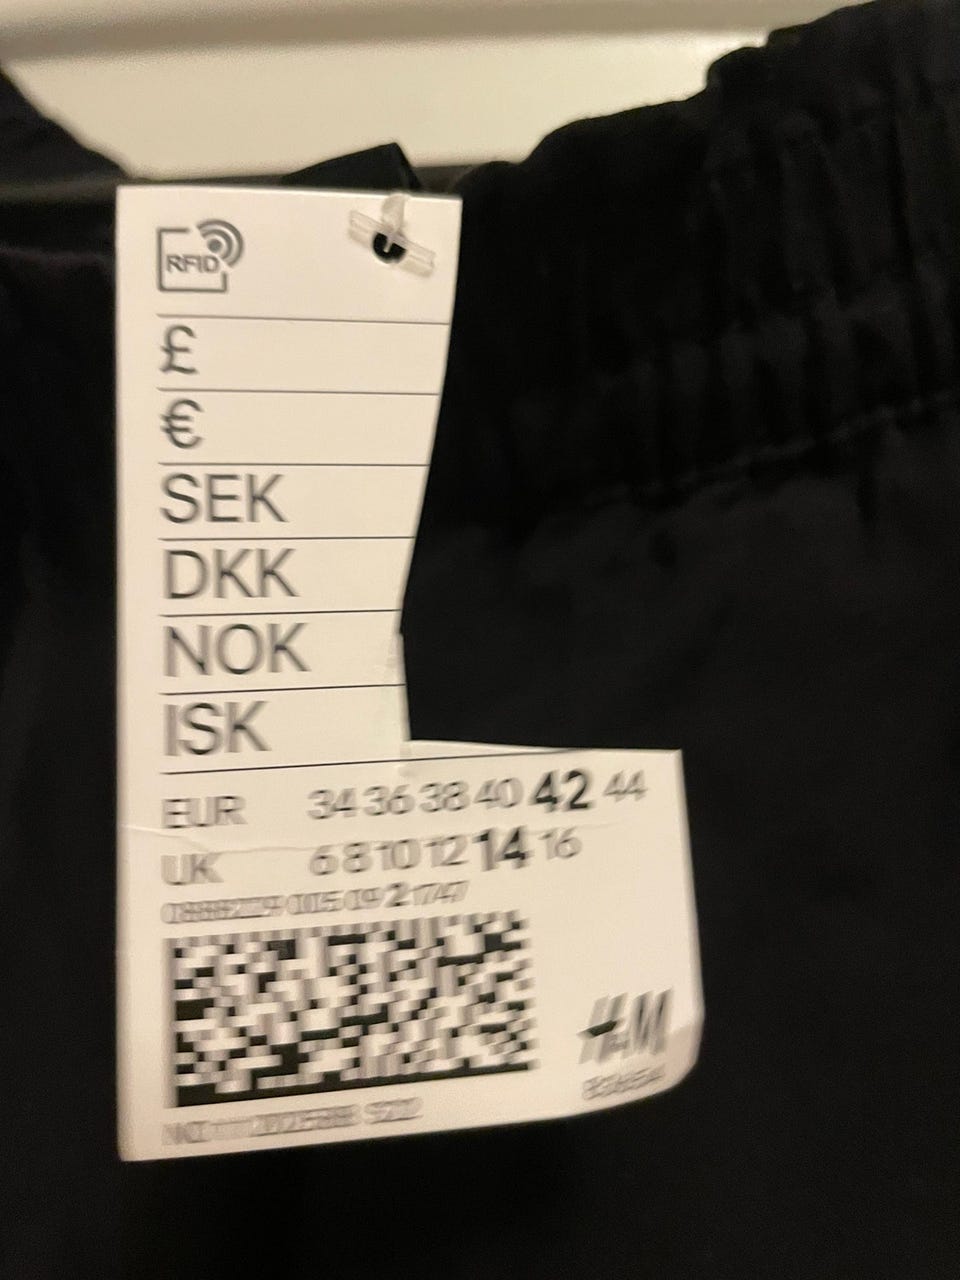 RFID
£
€
SEK
DKK
NOK
ISK
EUR 34 36 38 40 42 44
UK 6 8 10 12 14 16
2
H&M